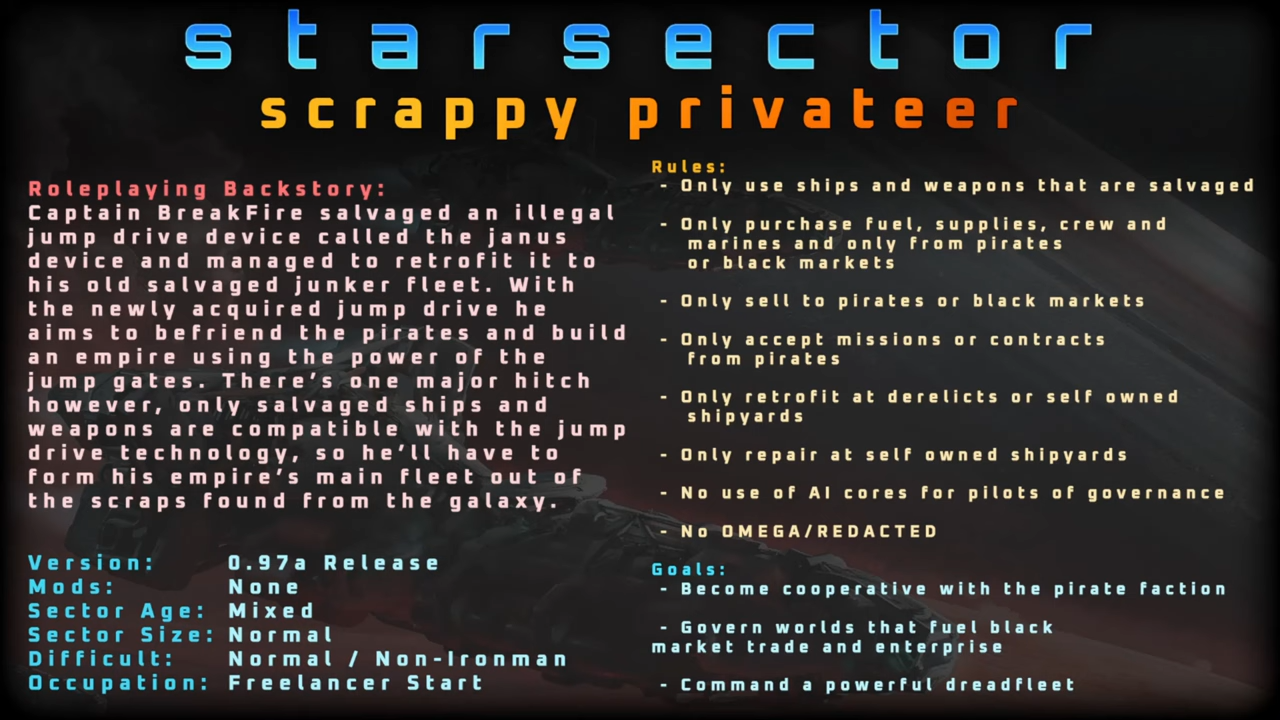 starsector
scrappy privateer
Roleplaying Backstory:
Captain BreakFire salvaged an illegal
jump drive device called the janus
device and managed to retrofit it to
his old salvaged junker fleet. With
the newly acquired jump drive he
aims to befriend the pirates and build
an empire using the power of the
jump gates. There's one major hitch
however, only salvaged ships and
weapons are compatible with the jump
drive technology, so he'll have to
form his empire's main fleet out of
the scraps found from the galaxy.
Version: 0.97a Release
Mods: None
Sector Age: Mixed
Sector Size: Normal
Difficult: Normal / Non-Ironman
Occupation: Freelancer Start
Rules:
- Only use ships and weapons that are salvaged
- Only purchase fuel, supplies, crew and
marines and only from pirates
or black markets
- Only sell to pirates or black markets
- Only accept missions or contracts
from pirates
- Only retrofit at derelicts or self owned
shipyards
- Only repair at self owned shipyards
- No use of AI cores for pilots of governance
- No OMEGA/REDACTED
Goals:
- Become cooperative with the pirate faction
- Govern worlds that fuel black
market trade and enterprise
- Command a powerful dreadfleet